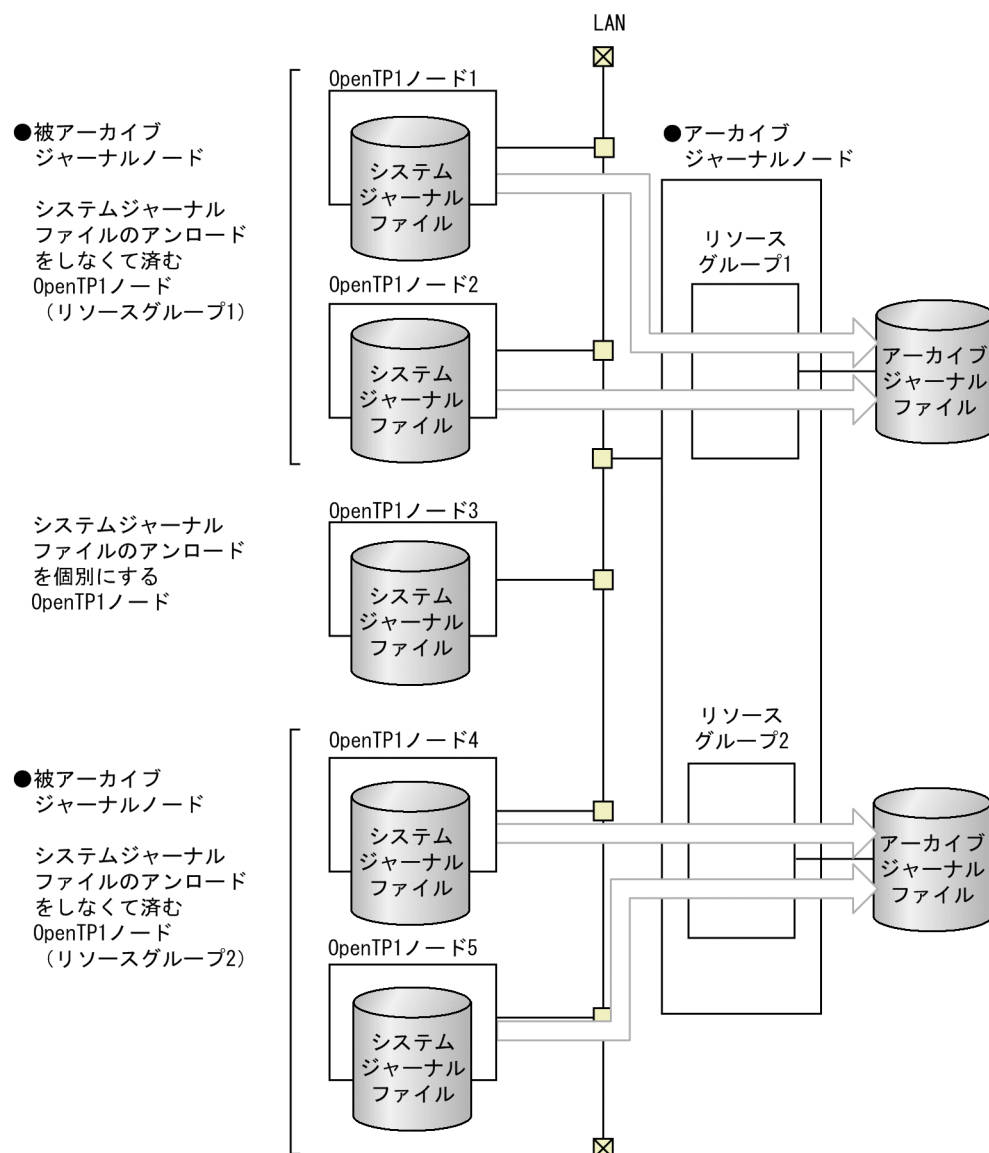 LAN
OpenTP1ノード1
●被アーカイブ
ジャーナルノード
システムジャーナル
ファイルのアンロード
をしなくて済む
OpenTP1ノード
（リソースグループ1）
システム
ジャーナル
ファイル
OpenTP1ノード2
システム
ジャーナル
ファイル
●アーカイブ
ジャーナルノード
リソース
グループ1
アーカイブ
ジャーナル
ファイル
システムジャーナル
ファイルのアンロード
を個別にする
OpenTP1ノード
OpenTP1ノード3
システム
ジャーナル
ファイル
リソース
グループ2
●被アーカイブ
ジャーナルノード
システムジャーナル
ファイルのアンロード
をしなくて済む
OpenTP1ノード
（リソースグループ2）
OpenTP1ノード4
システム
ジャーナル
ファイル
アーカイブ
ジャーナル
ファイル
OpenTP1ノード5
システム
ジャーナル
ファイル